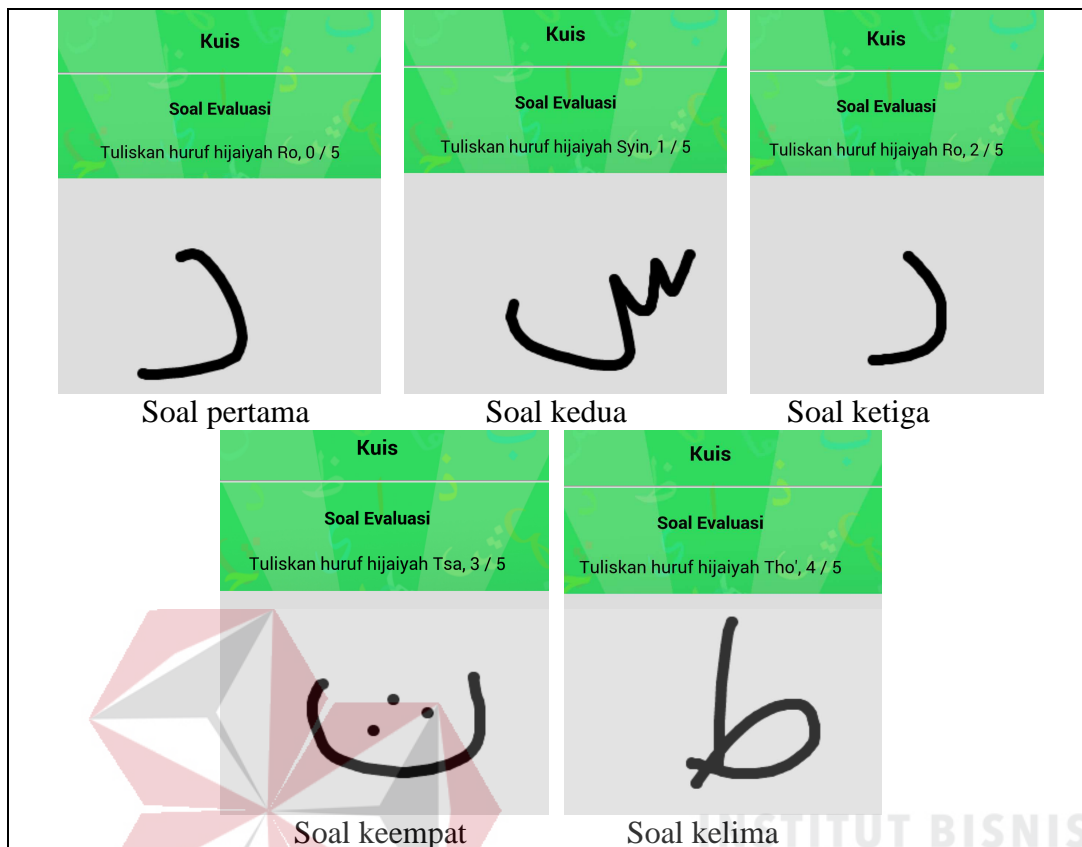 Kuis
Soal Evaluasi
Tuliskan huruf hijaiyah Ro, 0 / 5
Soal pertama
Kuis
Soal Evaluasi
Tuliskan huruf hijaiyah Syin, 1 / 5
س
Soal kedua
Kuis
Soal Evaluasi
Tuliskan huruf hijaiyah Ro, 2 / 5
Soal ketiga
Kuis
Soal Evaluasi
Tuliskan huruf hijaiyah Tsa, 3 / 5
ث
Soal keempat
Kuis
Soal Evaluasi
Tuliskan huruf hijaiyah Tho', 4 / 5
ط
Soal kelima
INSTITUT BISNIS